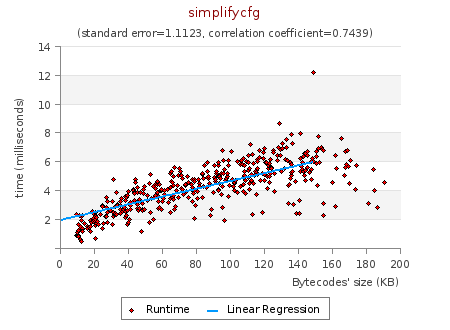 simplifycfg
(standard error=1.1123, correlation coefficient=0.7439)
14
12
10
8
6
4
2
time (milliseconds)
0 20 40 60 80 100 120 140 160 180 200
Bytecodes' size (KB)
Runtime Linear Regression